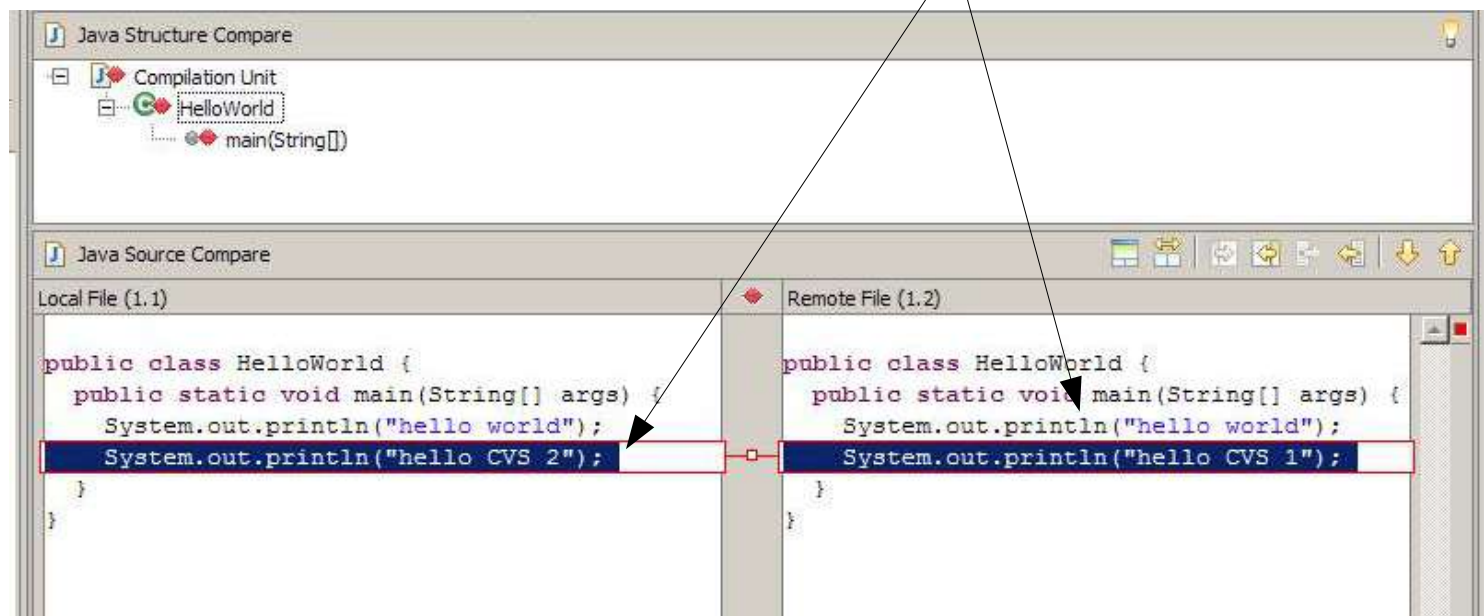 Java Structure Compare
Compilation Unit
HelloWorld
main(String[])
Java Source Compare
Local File (1.1)
Remote File (1.2)
public class HelloWorld {
public static void main(String[] args) {
System.out.println("hello world");
System.out.println("hello CVS 2");
}
}
public class HelloWorld {
public static void main(String[] args) {
System.out.println("hello world");
System.out.println("hello CVS 1");
}
}